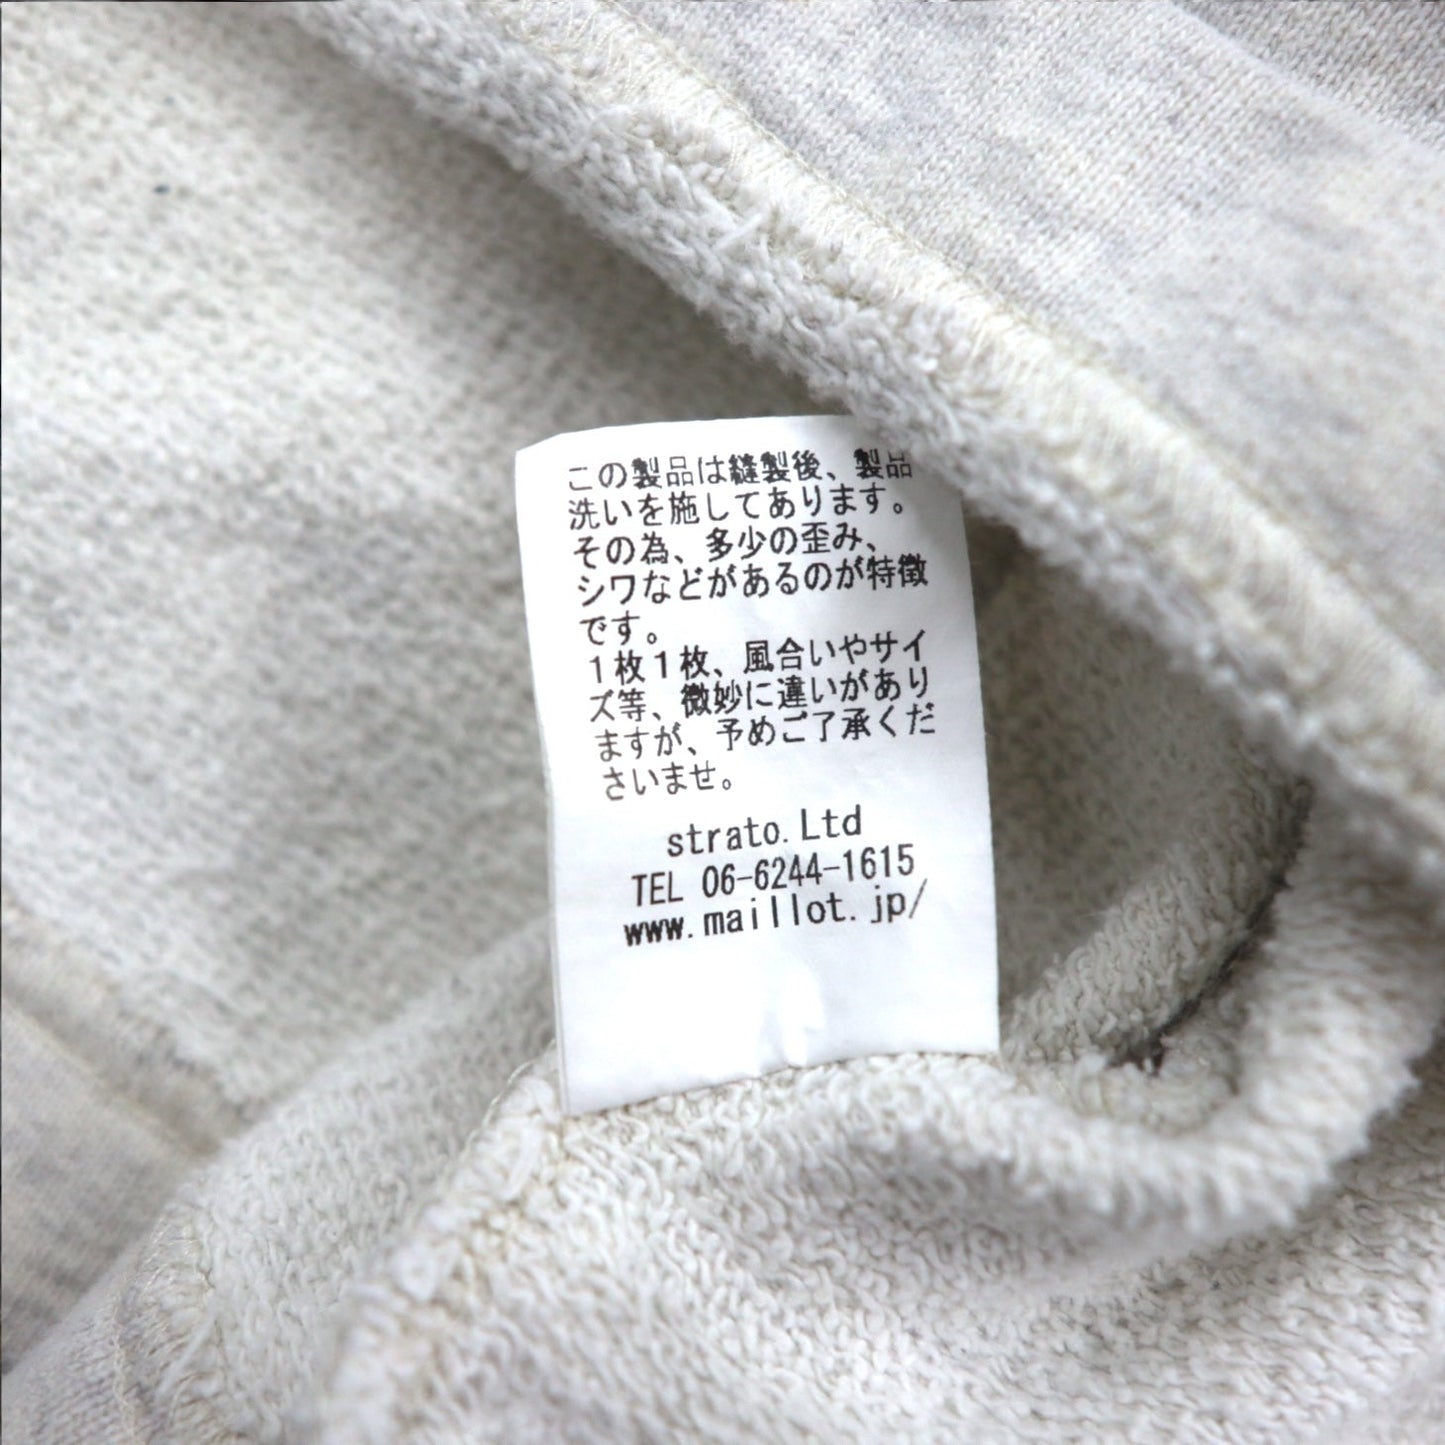 この製品は縫製後、製品
洗いを施してあります。
その為、多少の歪み、
シワなどがあるのが特徴
です。
1枚1枚、風合いやサイ
ズ等、微妙に違いがあり
ますが、予めご了承くだ
さいませ。
strato.Ltd
TEL 06-6244-1615
www.maillot.jp/